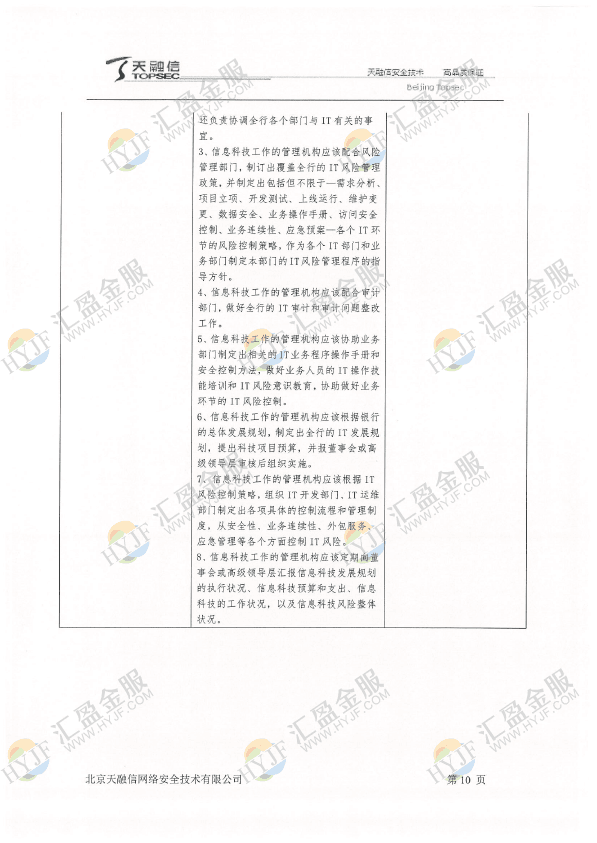 天融信
TOPSEC
天融信安全技术 高品质保证
Beijing Topsec
还负责协调全行各个部门与 IT 有关的事
宜。
3、信息科技工作的管理机构应该配合风险
管理部门，制订出覆盖全行的 IT 风险管理
政策，并制定出包括但不限于—需求分析、
项目立项、开发测试、上线运行、维护变
更、数据安全、业务操作手册、访问安全
控制、业务连续性、应急预案—各个 IT 环
节的风险控制策略，作为各个 IT 部门和业
务部门制定本部门的 IT 风险管理程序的指
导方针。
4、信息科技工作的管理机构应该配合审计
部门，做好全行的 IT 审计和审计问题整改
工作。
5、信息科技工作的管理机构应该协助业务
部门制定出相关的 IT 业务程序操作手册和
安全控制方法，做好业务人员的 IT 操作技
能培训和 IT 风险意识教育，协助做好业务
环节的 IT 风险控制。
6、信息科技工作的管理机构应该根据银行
的总体发展规划，制定出全行的 IT 发展规
划，提出科技项目预算，并报董事会或高
级领导层审核后组织实施。
7、信息科技工作的管理机构应该根据 IT
风险控制策略，组织 IT 开发部门、IT 运维
部门制定出各项具体的控制流程和管理制
度，从安全性、业务连续性、外包服务、
应急管理等各个方面控制 IT 风险。
8、信息科技工作的管理机构应该定期向董
事会或高级领导层汇报信息科技发展规划
的执行状况、信息科技预算和支出、信息
科技的工作状况，以及信息科技风险整体
状况。
北京天融信网络安全技术有限公司 第 10 页
汇盈金服
WWW.HYJF.COM
HYJF